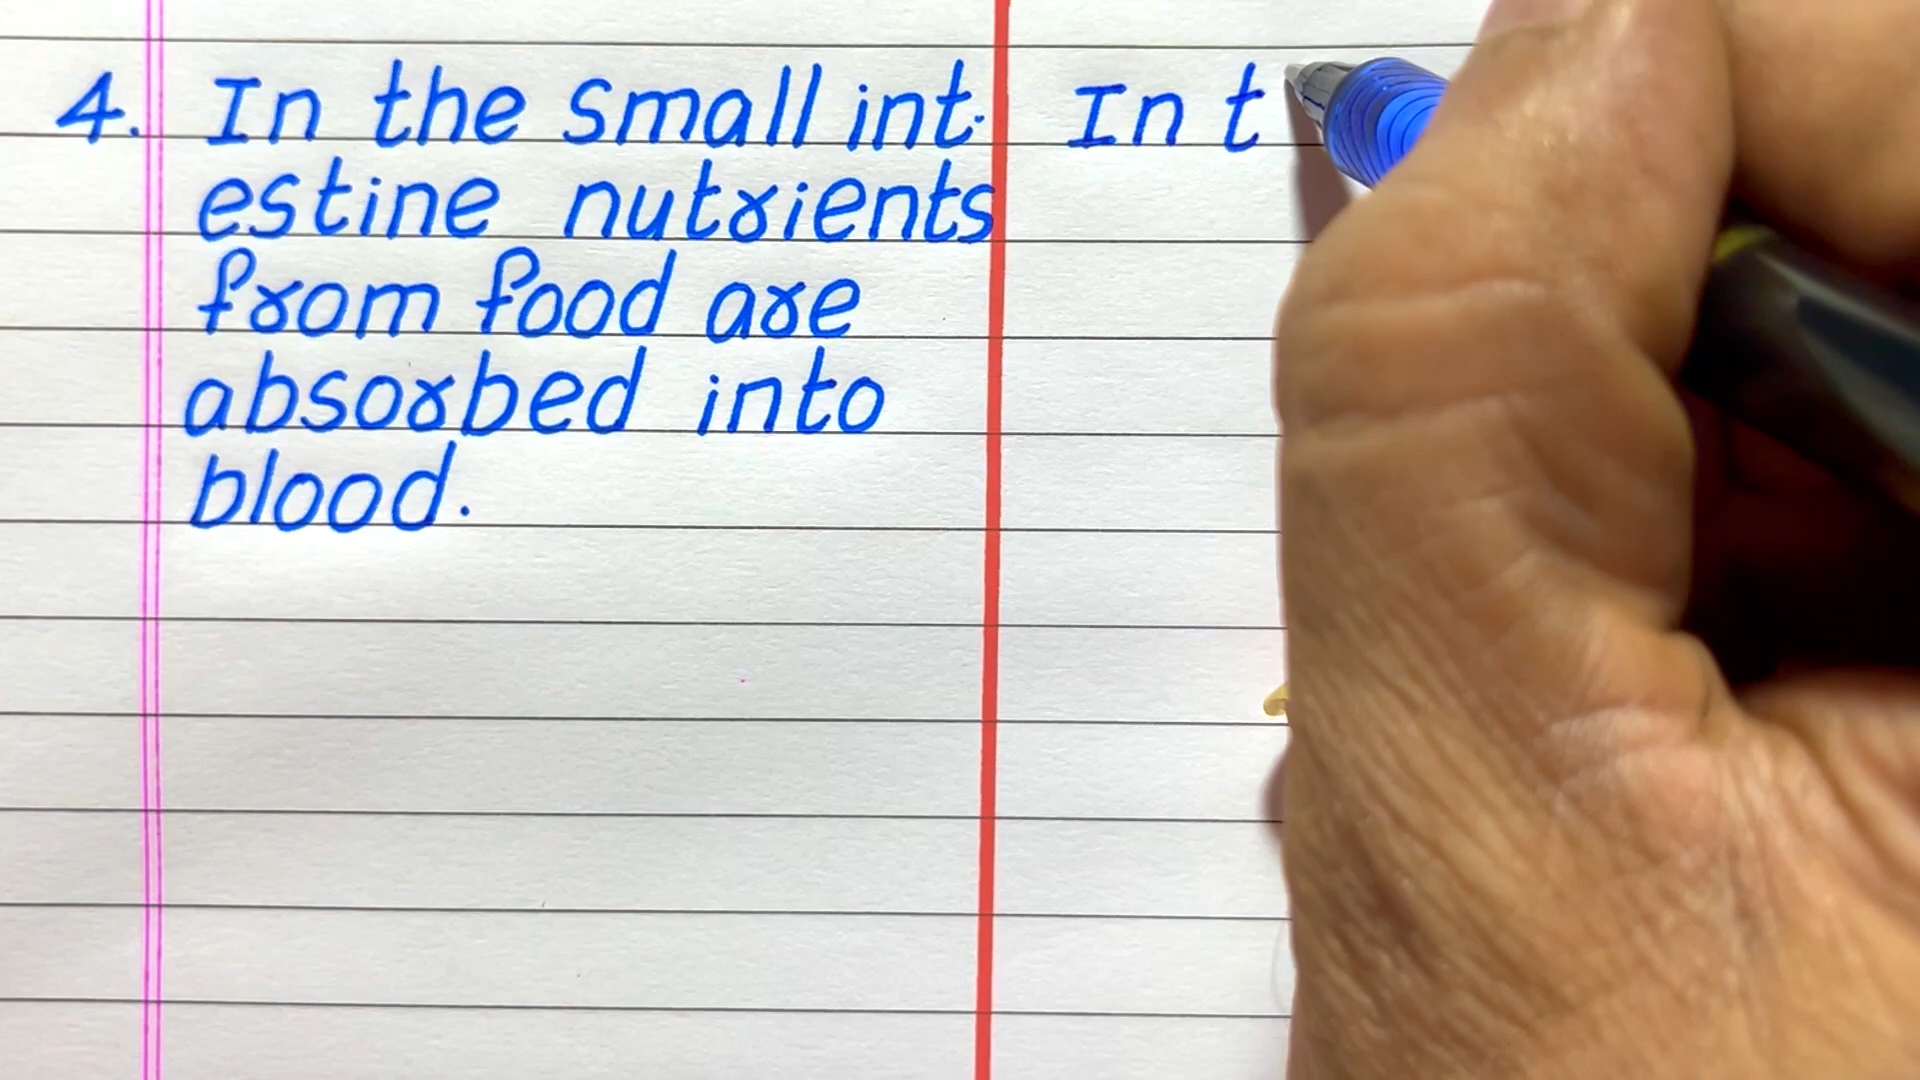 4. In the small int-
estine nutrients
from food are
absorbed into
blood.
In t